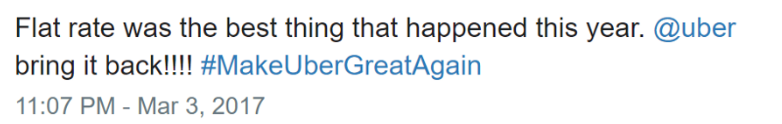 Flat rate was the best thing that happened this year. @uber
bring it back!!!! #MakeUberGreatAgain
11:07 PM - Mar 3, 2017